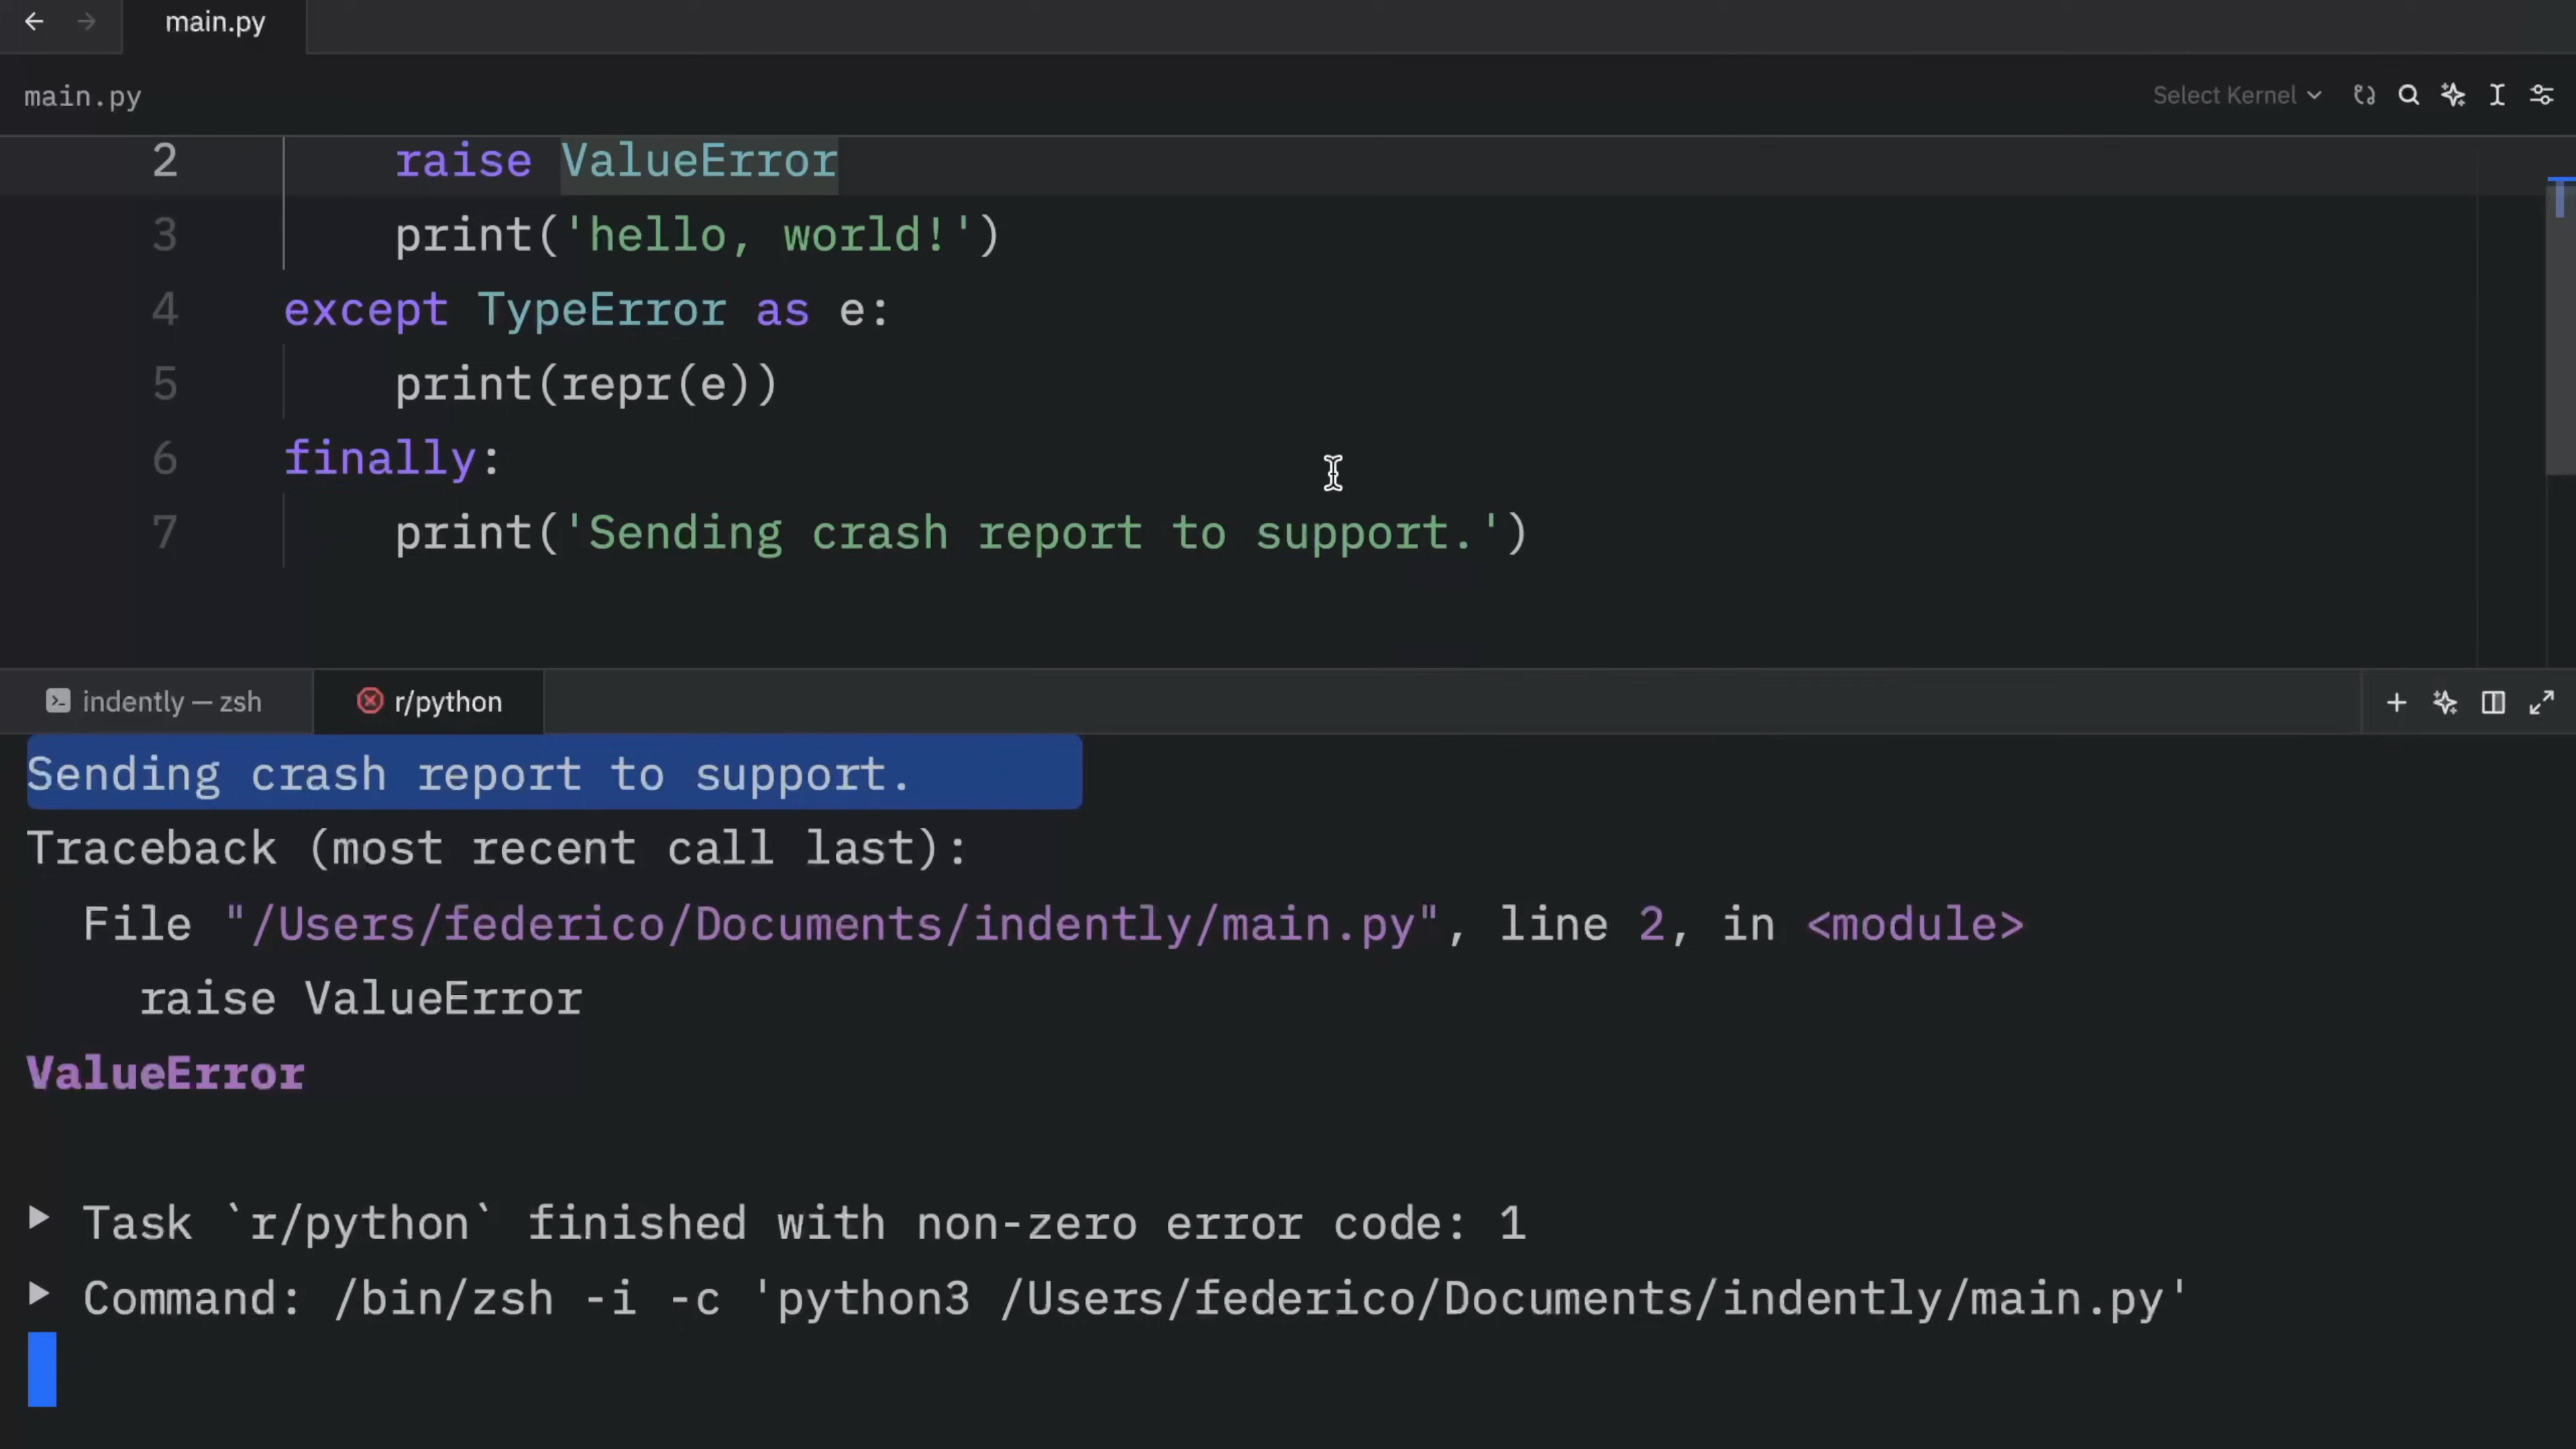 main.py
main.py
Select Kernel
2 raise ValueError
3 print('hello, world!')
4 except TypeError as e:
5 print(repr(e))
6 finally:
7 print('Sending crash report to support.')
indently — zsh
r/python
Sending crash report to support.
Traceback (most recent call last):
File "/Users/federico/Documents/indently/main.py", line 2, in <module>
raise ValueError
ValueError
Task `r/python` finished with non-zero error code: 1
Command: /bin/zsh -i -c 'python3 /Users/federico/Documents/indently/main.py'